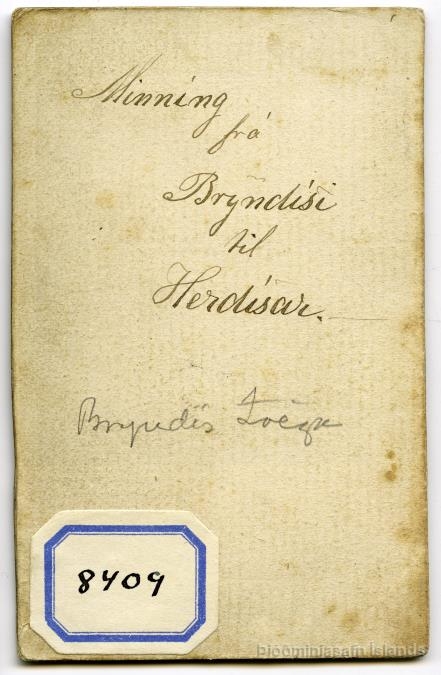 Minning
frá
Bryndísi
til
Herdísar.
Bryndís Zoëga
8409
Þjóðminjasafn Íslands